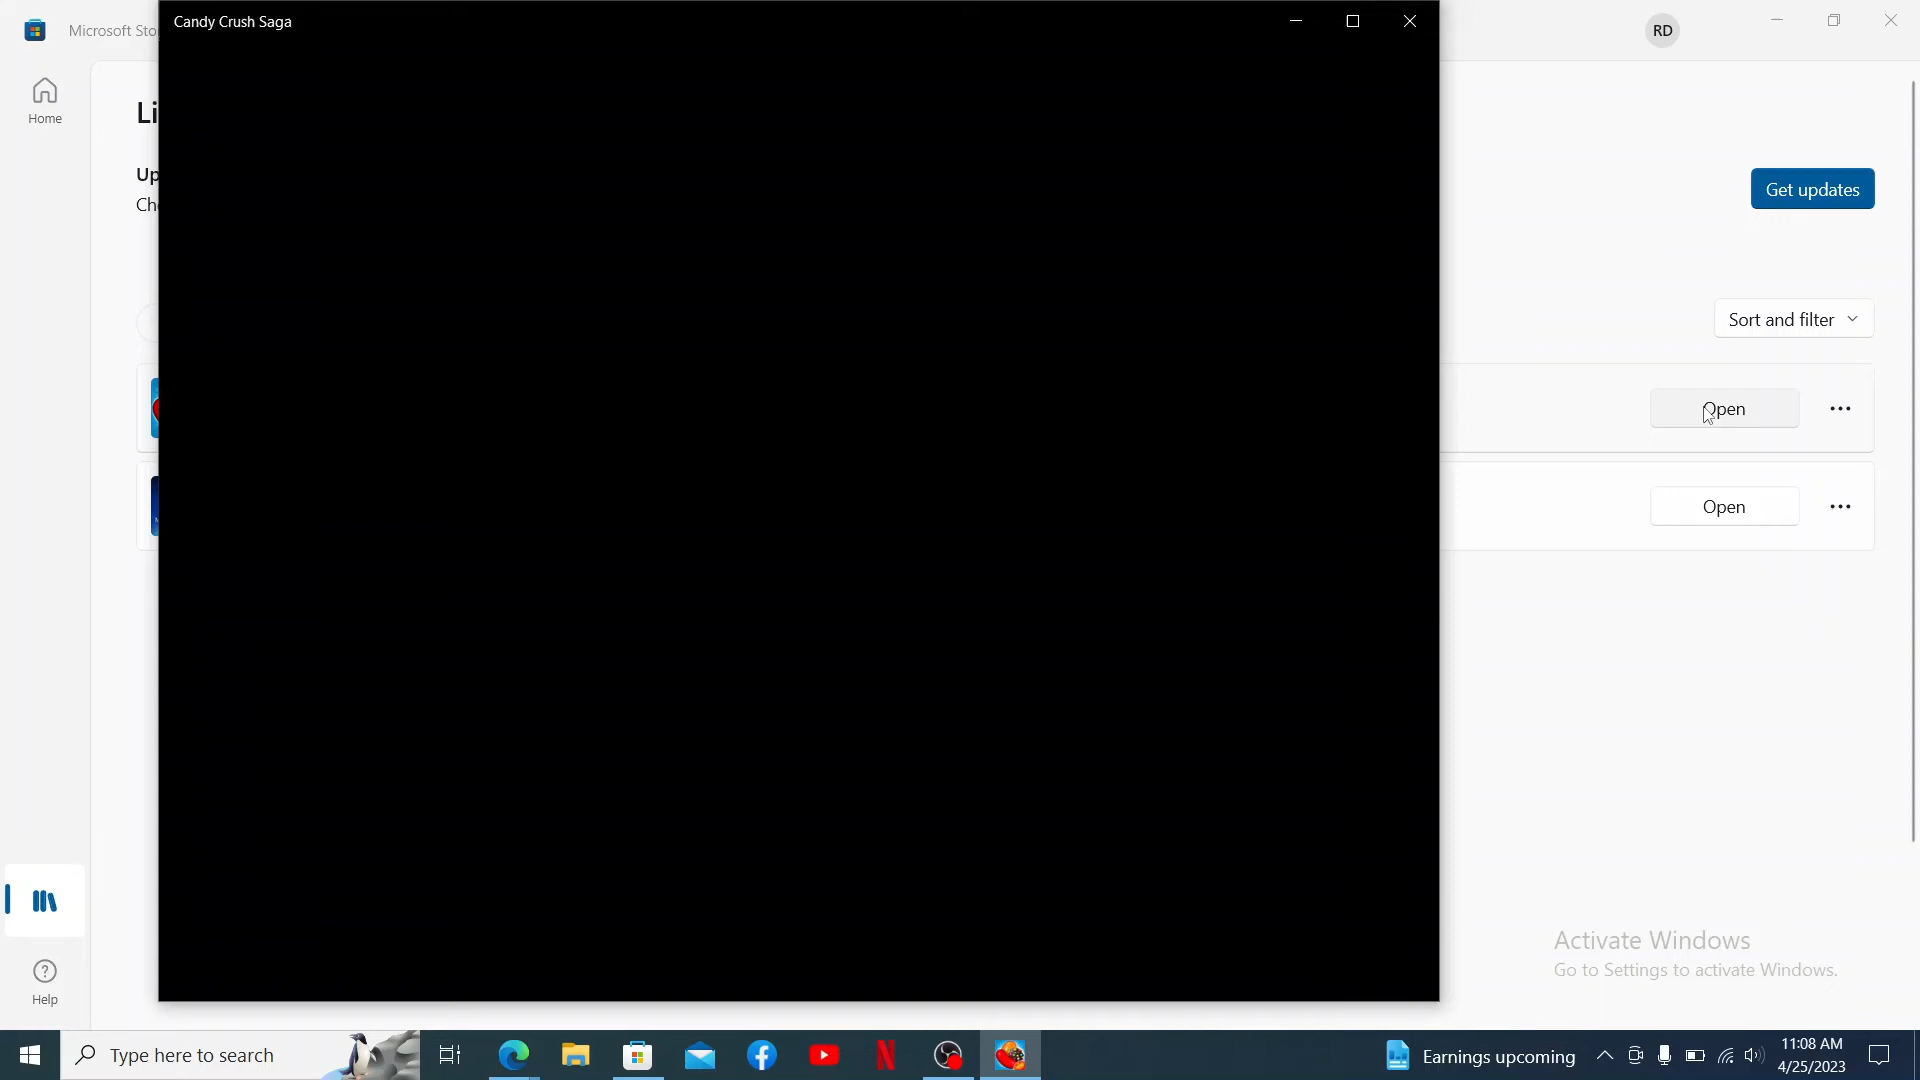 Microsoft Sto
Candy Crush Saga
RD
Home
Li
Up
Che
Get updates
Sort and filter
Open
Open
Activate Windows
Go to Settings to activate Windows.
Help
Type here to search
Earnings upcoming
11:08 AM
4/25/2023